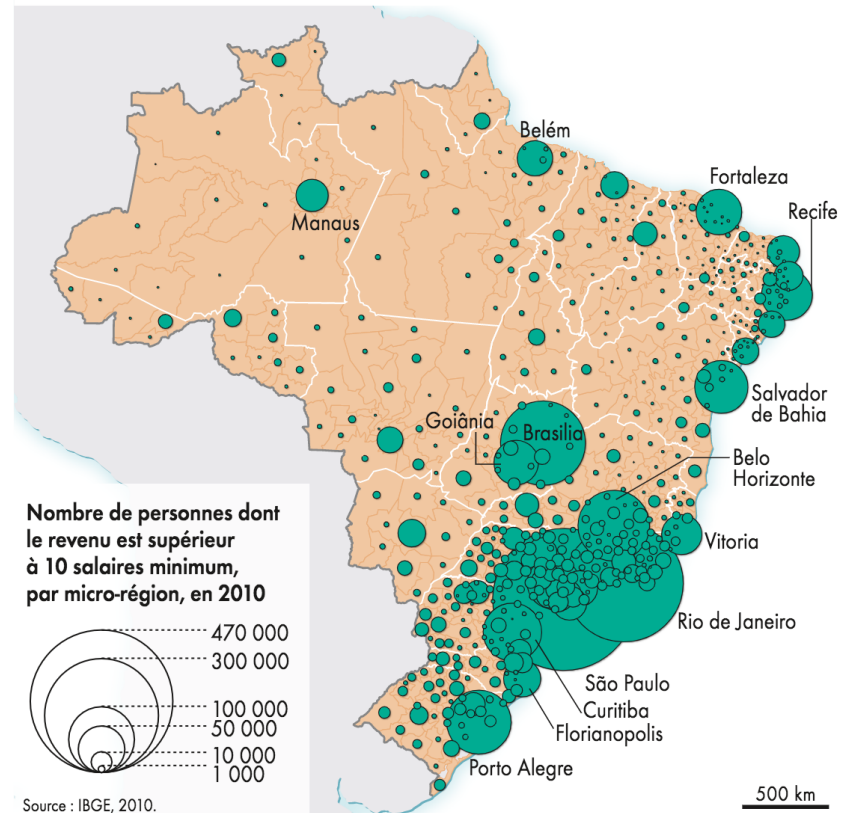 Belém
Fortaleza
Recife
Manaus
Salvador
de Bahia
Goiânia
Brasilia
Belo
Horizonte
Vitoria
Rio de Janeiro
São Paulo
Curitiba
Florianopolis
Porto Alegre
Nombre de personnes dont
le revenu est supérieur
à 10 salaires minimum,
par micro-région, en 2010
470 000
300 000
100 000
50 000
10 000
1 000
Source : IBGE, 2010.
500 km